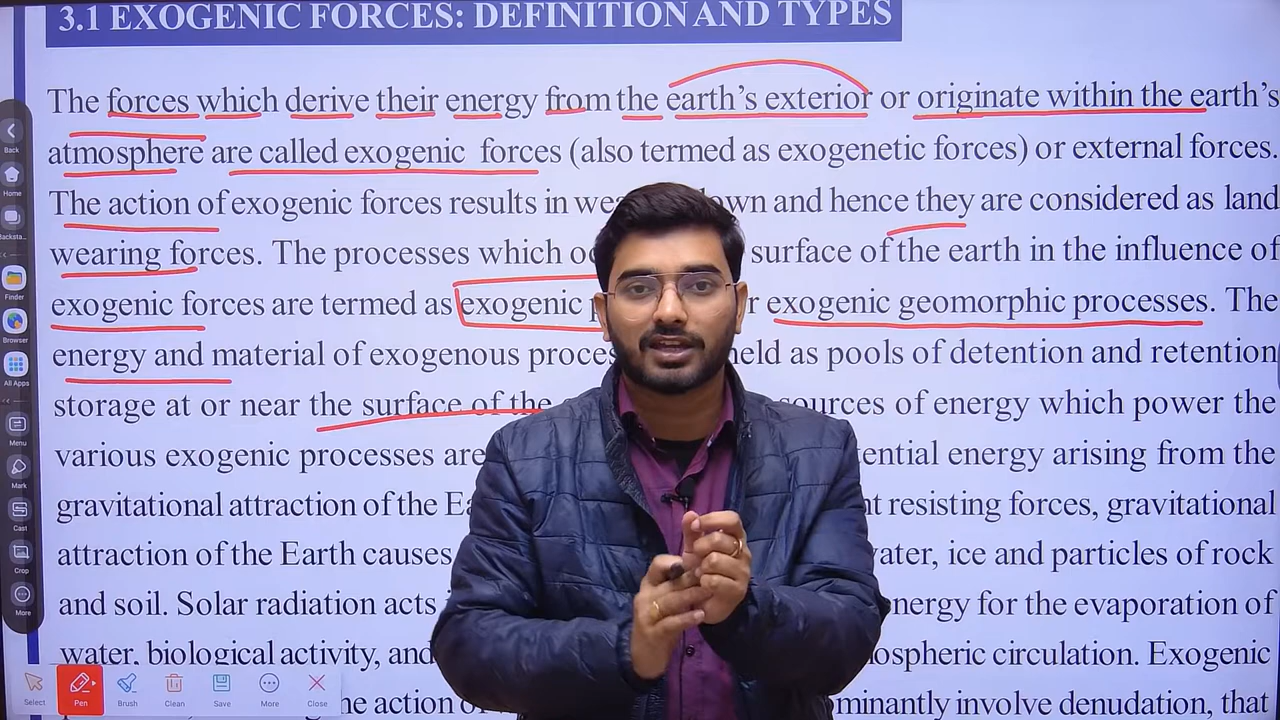 3.1 EXOGENIC FORCES: DEFINITION AND TYPES
The forces which derive their energy from the earth's exterior or originate within the earth's
atmosphere are called exogenic forces (also termed as exogenetic forces) or external forces.
The action of exogenic forces results in and hence they are considered as land
wearing forces. The processes which surface of the earth in the influence of
exogenic forces are termed as exogenic exogenic geomorphic processes. The
energy and material of exogenous held as pools of detention and retention
storage at or near the surface of the sources of energy which power the
various exogenic processes are energy arising from the
gravitational attraction of the resisting forces, gravitational
attraction of the Earth causes ice and particles of rock
and soil. Solar radiation acts for the evaporation of
water, biological activity, and circulation. Exogenic
the action of involve denudation, that
Back
Home
Finder
Browser
All Apps
Menu
Mark
Cast
Crop
More
Select
Pen
Brush
Clean
Save
More
Close